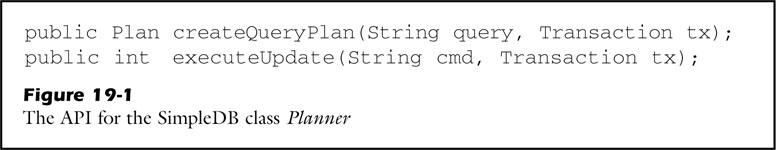 public Plan createQueryPlan(String query, Transaction tx);
public int executeUpdate(String cmd, Transaction tx);
Figure 19-1
The API for the SimpleDB class Planner